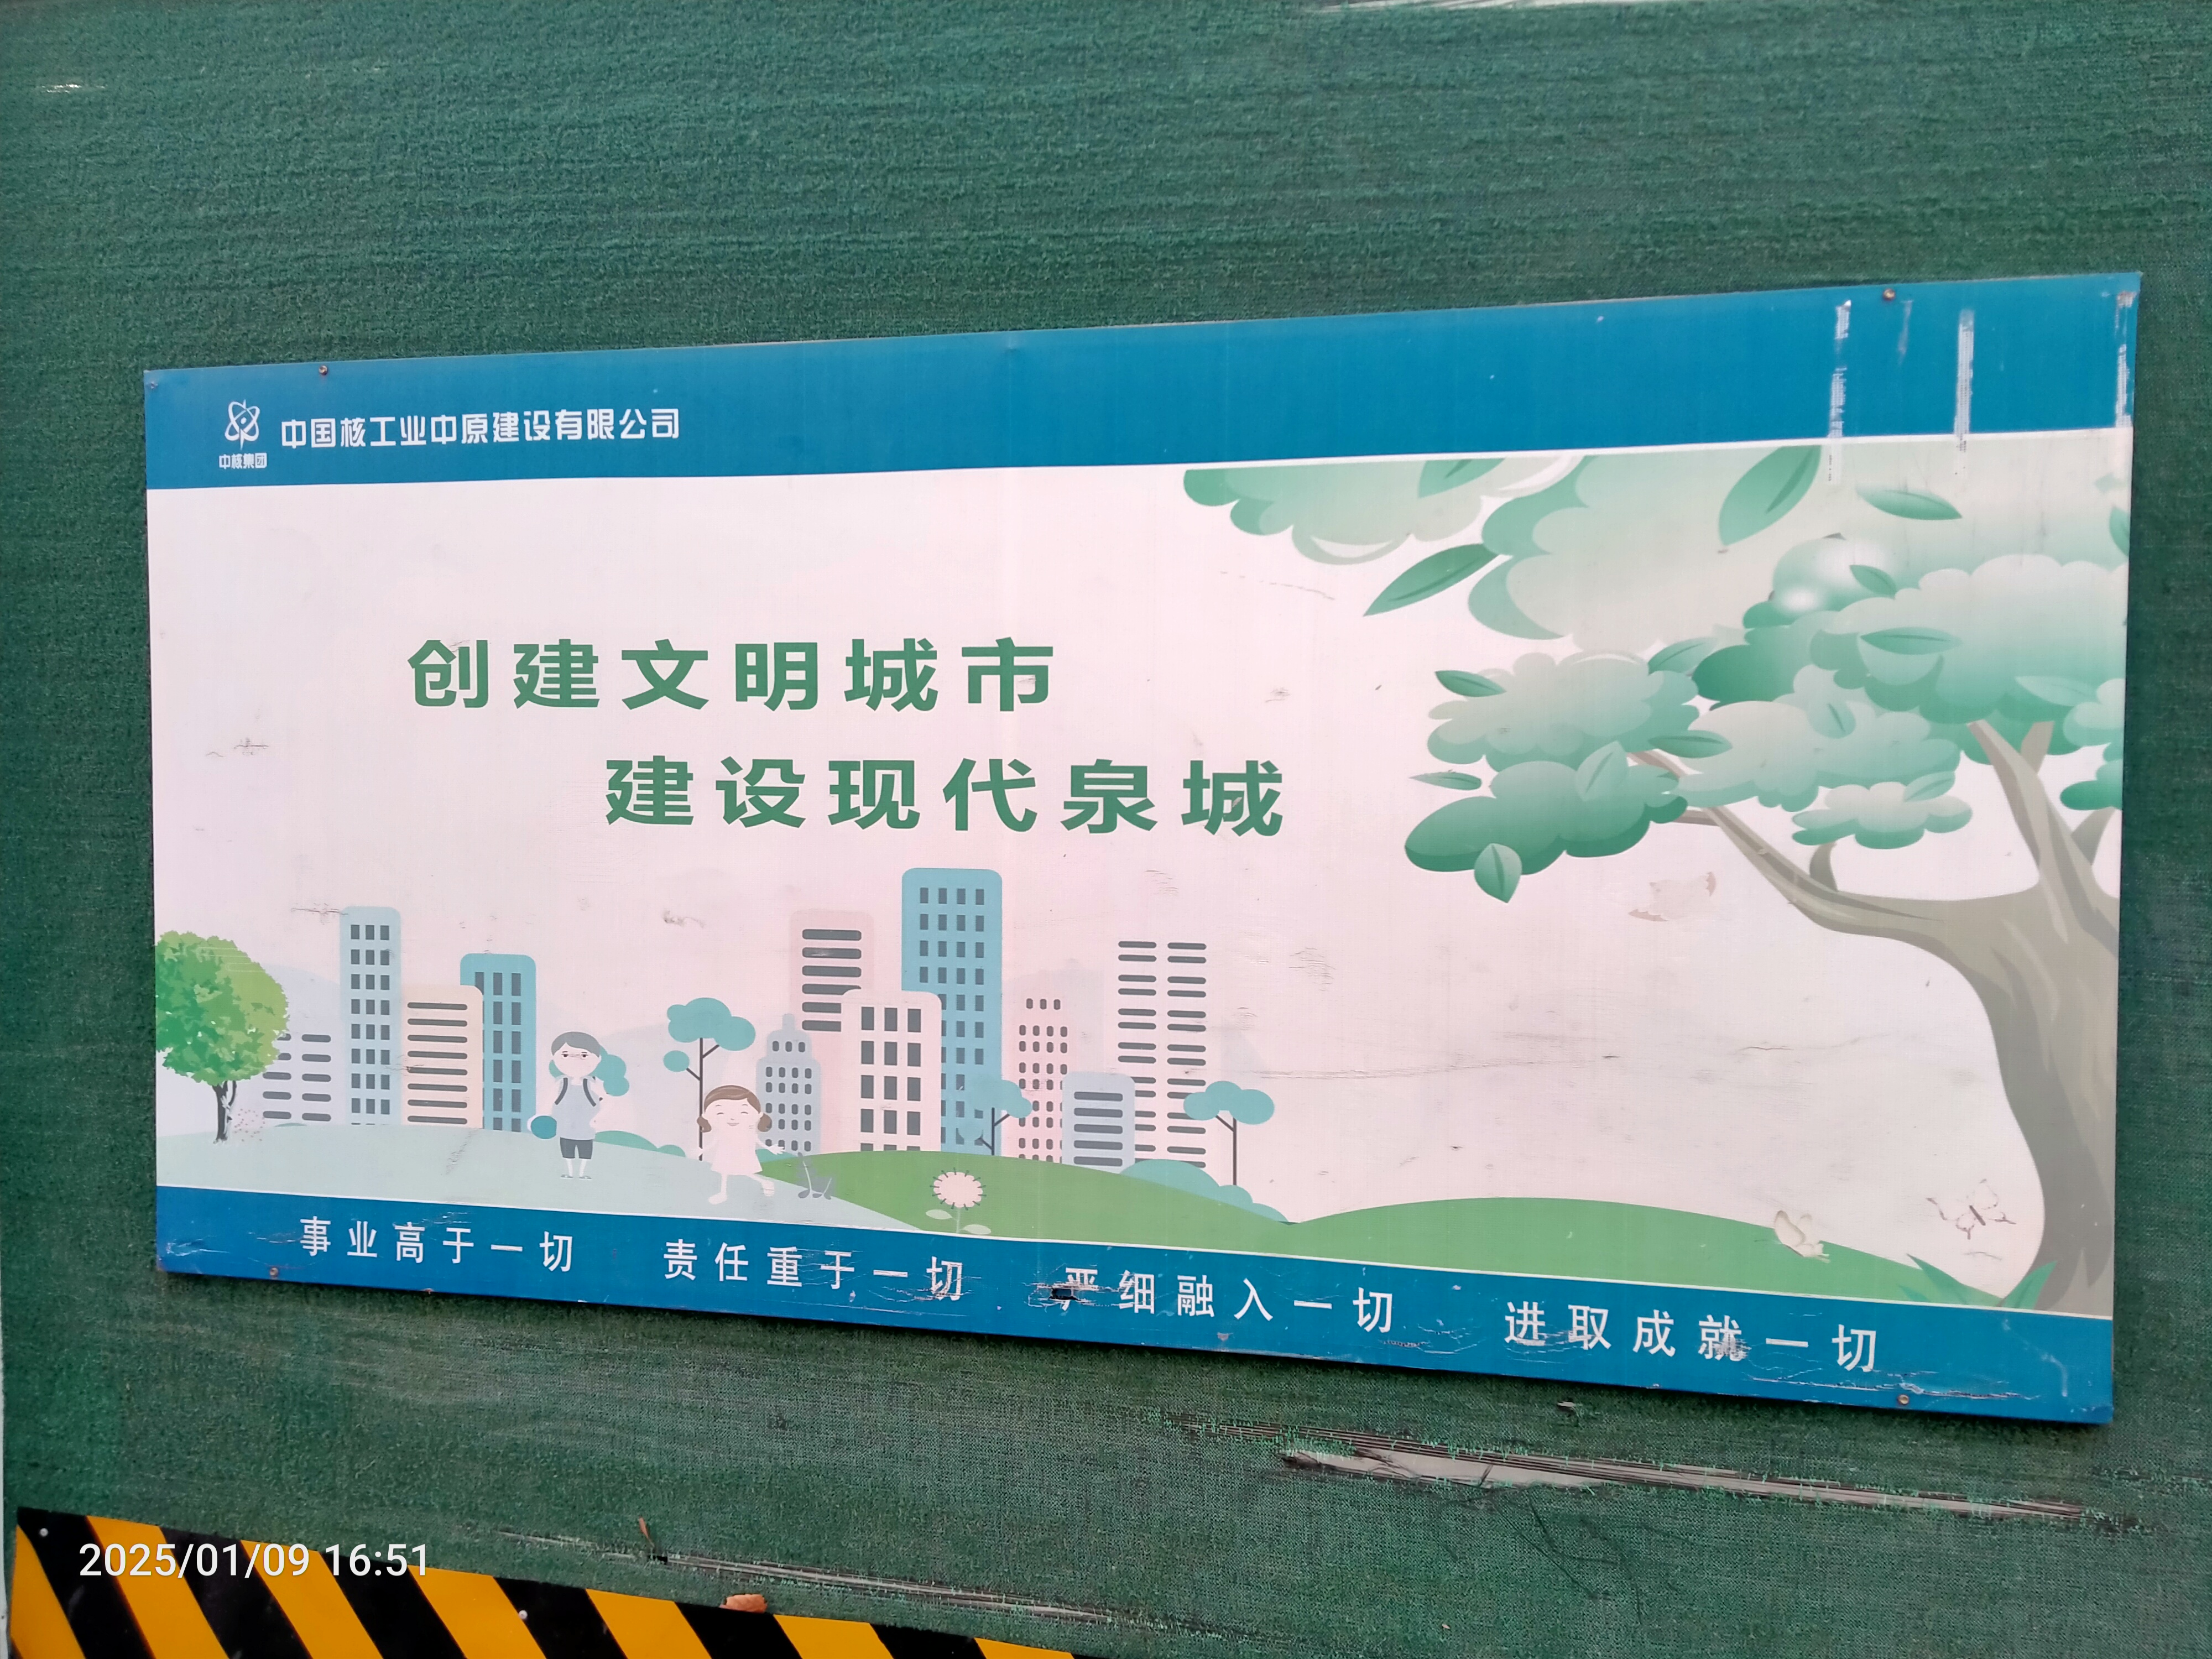 中国核工业中原建设有限公司
中核集团
创建文明城市
建设现代泉城
事业高于一切 责任重于一切 严细融入一切 进取成就一切
2025/01/09 16:51